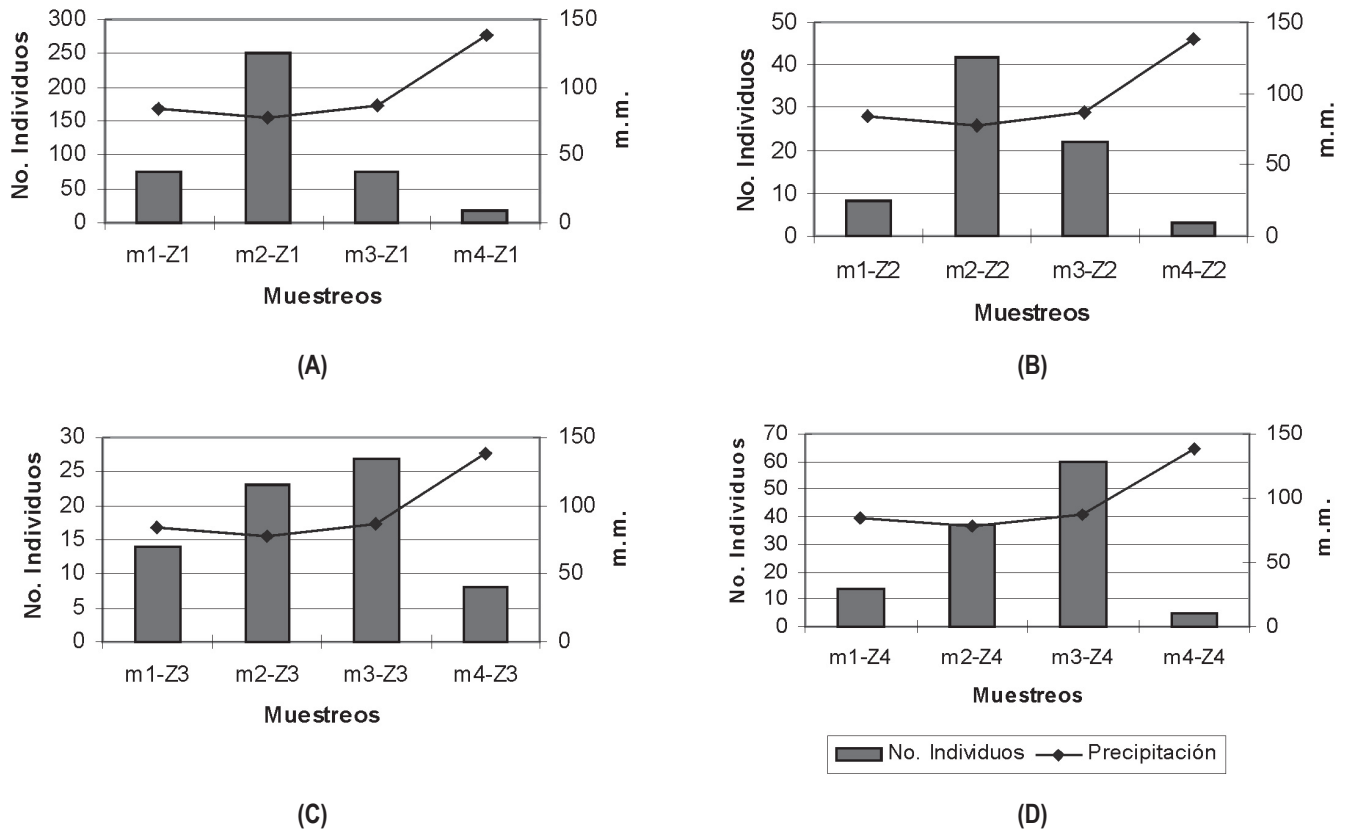 300
250
200
150
100
50
0
No. Individuos
150
100
50
0
m.m.
m1-Z1 m2-Z1 m3-Z1 m4-Z1
Muestreos
(A)
50
40
30
20
10
0
No. Individuos
150
100
50
0
m.m.
m1-Z2 m2-Z2 m3-Z2 m4-Z2
Muestreos
(B)
30
25
20
15
10
5
0
No. Individuos
150
100
50
0
m.m.
m1-Z3 m2-Z3 m3-Z3 m4-Z3
Muestreos
(C)
70
60
50
40
30
20
10
0
No. Individuos
150
100
50
0
m.m.
m1-Z4 m2-Z4 m3-Z4 m4-Z4
Muestreos
No. Individuos Precipitación
(D)